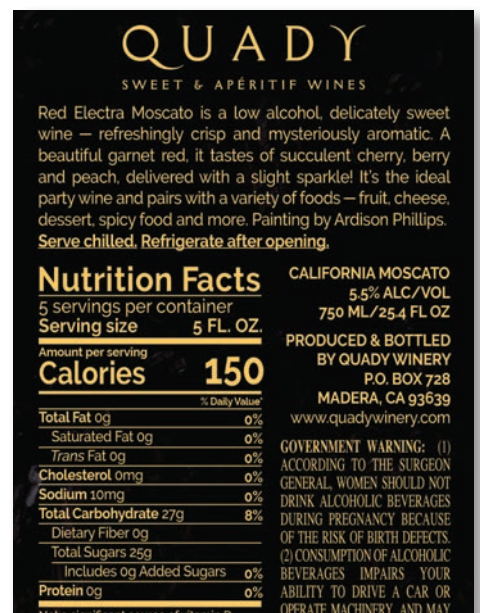 QUADY
SWEET & APÉRITIF WINES
Red Electra Moscato is a low alcohol, delicately sweet
wine — refreshingly crisp and mysteriously aromatic. A
beautiful garnet red, it tastes of succulent cherry, berry
and peach, delivered with a slight sparkle! It's the ideal
party wine and pairs with a variety of foods — fruit, cheese,
dessert, spicy food and more. Painting by Ardison Phillips.
Serve chilled. Refrigerate after opening.
Nutrition Facts
5 servings per container
Serving size 5 FL. OZ.
Amount per serving
Calories 150
% Daily Value*
Total Fat 0g 0%
Saturated Fat 0g 0%
Trans Fat 0g 0%
Cholesterol 0mg 0%
Sodium 10mg 0%
Total Carbohydrate 27g 8%
Dietary Fiber 0g
Total Sugars 25g
Includes 0g Added Sugars 0%
Protein 0g 0%
CALIFORNIA MOSCATO
5.5% ALC/VOL
750 ML/25.4 FL OZ
PRODUCED & BOTTLED
BY QUADY WINERY
P.O. BOX 728
MADERA, CA 93639
www.quadywinery.com
GOVERNMENT WARNING: (1)
ACCORDING TO THE SURGEON
GENERAL, WOMEN SHOULD NOT
DRINK ALCOHOLIC BEVERAGES
DURING PREGNANCY BECAUSE
OF THE RISK OF BIRTH DEFECTS.
(2) CONSUMPTION OF ALCOHOLIC
BEVERAGES IMPAIRS YOUR
ABILITY TO DRIVE A CAR OR
OPERATE MACHINERY, AND MAY